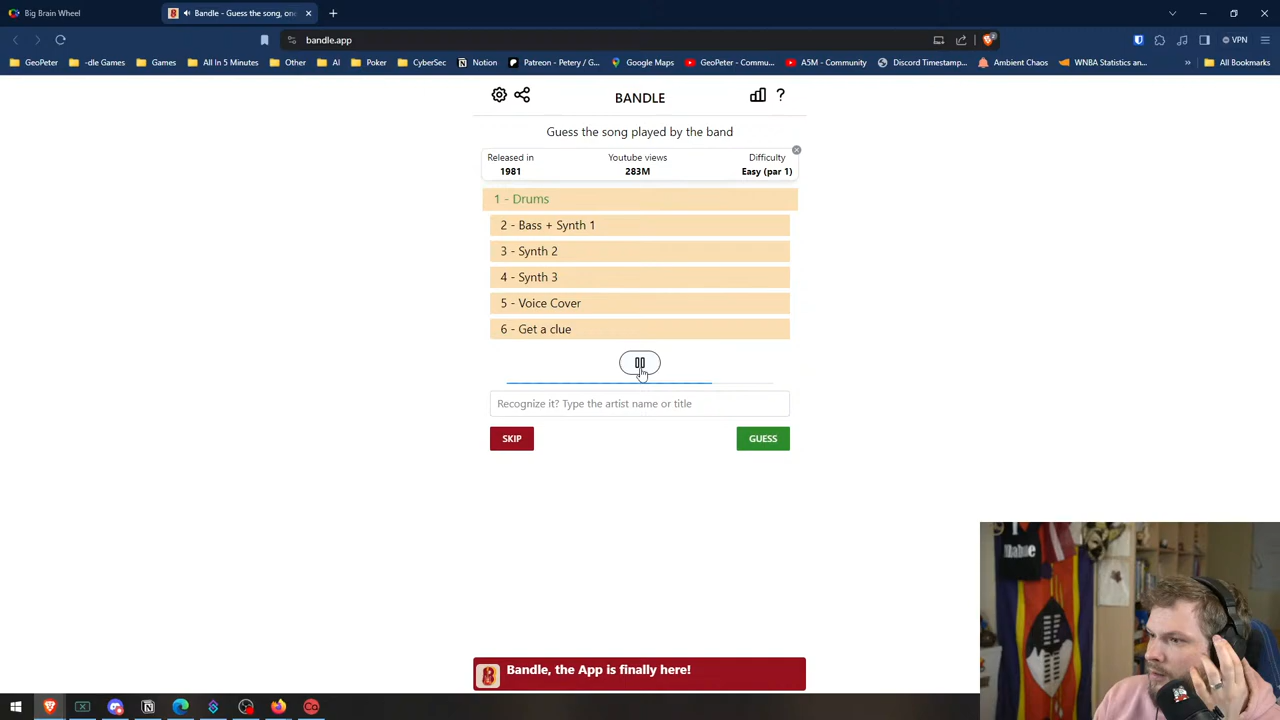 Big Brain Wheel
Bandle - Guess the song, one
bandle.app
VPN
GeoPeter
-dle Games
Games
All In 5 Minutes
Other
AI
Poker
CyberSec
Notion
Patreon - Petery / G...
Google Maps
GeoPeter - Commu...
A5M - Community
Discord Timestamp...
Ambient Chaos
WNBA Statistics an...
»
All Bookmarks
BANDLE
?
Guess the song played by the band
Released in
1981
Youtube views
283M
Difficulty
Easy (par 1)
1 - Drums
2 - Bass + Synth 1
3 - Synth 2
4 - Synth 3
5 - Voice Cover
6 - Get a clue
Recognize it? Type the artist name or title
SKIP
GUESS
Bandle, the App is finally here!